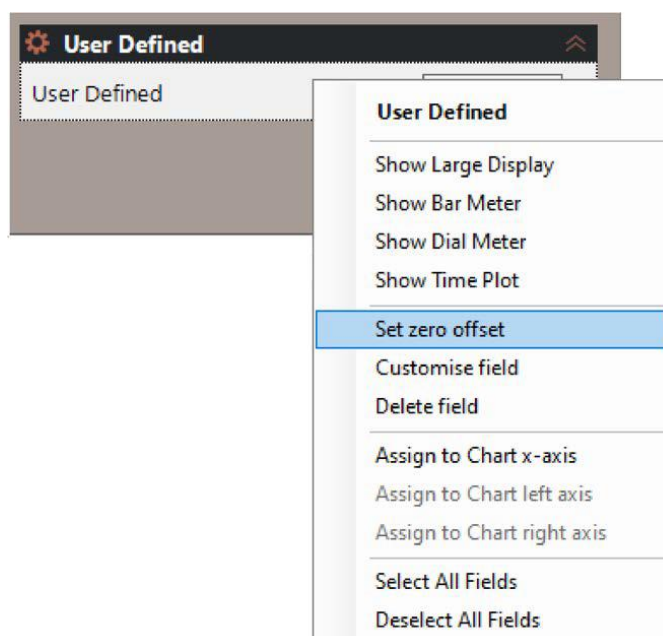 User Defined
User Defined
User Defined
Show Large Display
Show Bar Meter
Show Dial Meter
Show Time Plot
Set zero offset
Customise field
Delete field
Assign to Chart x-axis
Assign to Chart left axis
Assign to Chart right axis
Select All Fields
Deselect All Fields